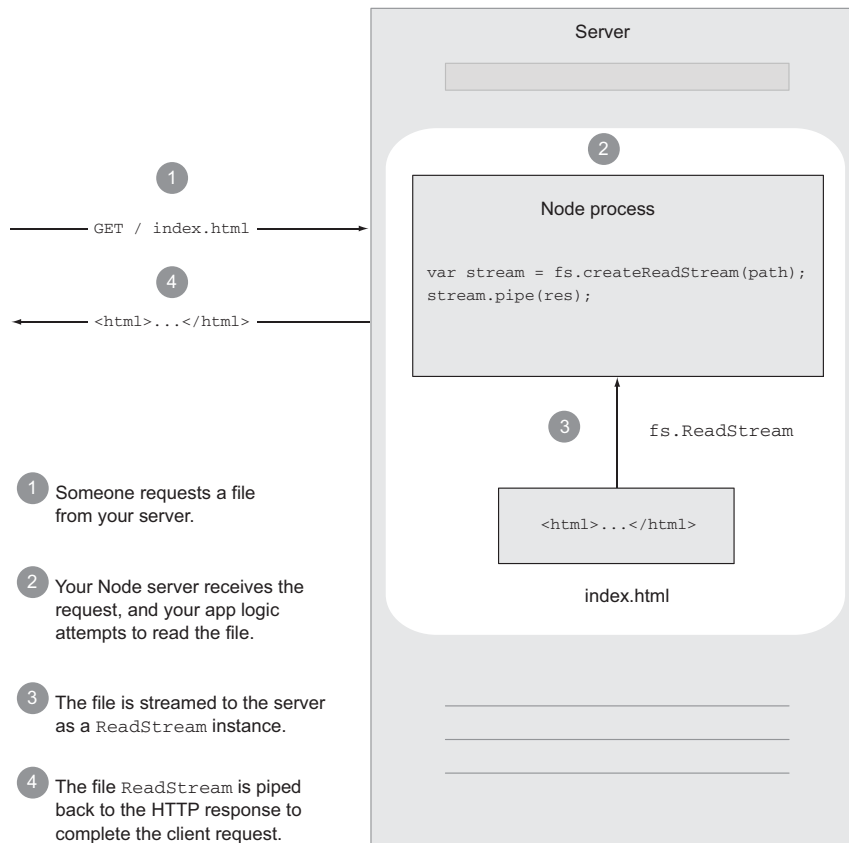 Server
2
Node process
var stream = fs.createReadStream(path);
stream.pipe(res);
1
GET / index.html
4
<html>...</html>
3
fs.ReadStream
<html>...</html>
index.html
1 Someone requests a file
from your server.
2 Your Node server receives the
request, and your app logic
attempts to read the file.
3 The file is streamed to the server
as a ReadStream instance.
4 The file ReadStream is piped
back to the HTTP response to
complete the client request.